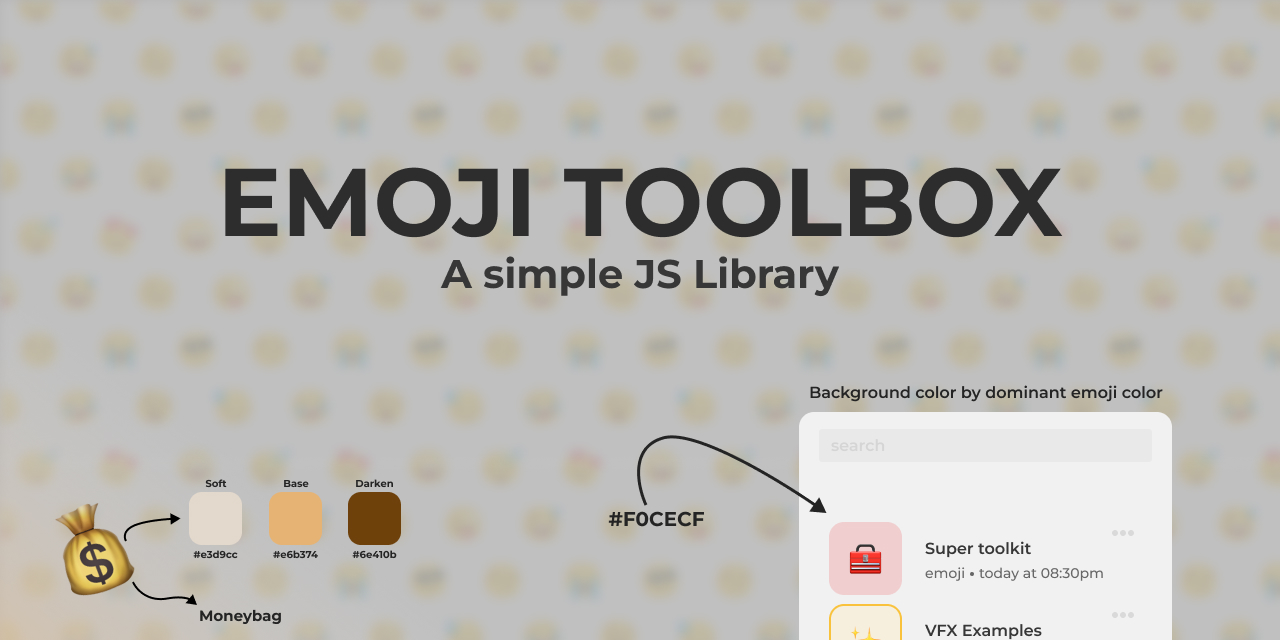 EMOJI TOOLBOX
A simple JS Library
Background color by dominant emoji color
search
Soft
Base
Darken
$
#e3d9cc
#e6b374
#6e410b
Moneybag
#F0CECF
Super toolkit
emoji • today at 08:30pm
VFX Examples